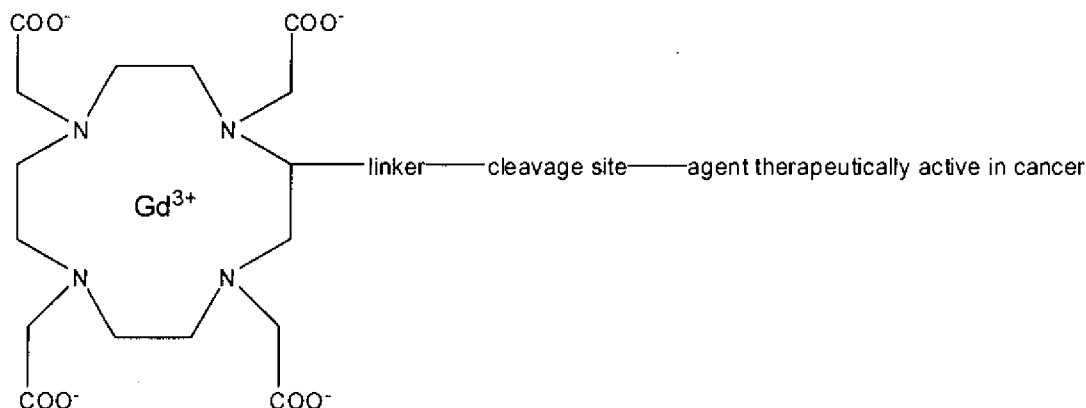 COO⁻ COO⁻
N N
linker cleavage site agent therapeutically active in cancer
Gd³⁺
N N
COO⁻ COO⁻